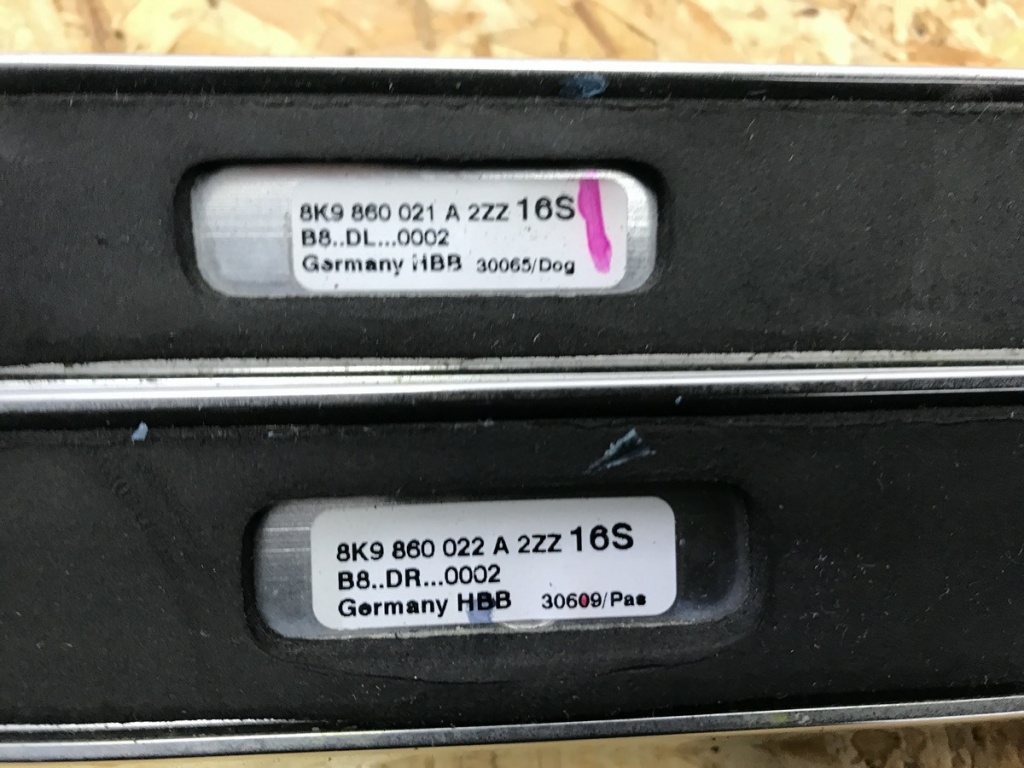 8K9 860 021 A 2ZZ 16S
B8..DL...0002
Germany HBB 30065/Dog
8K9 860 022 A 2ZZ 16S
B8..DR...0002
Germany HBB 30609/Pas